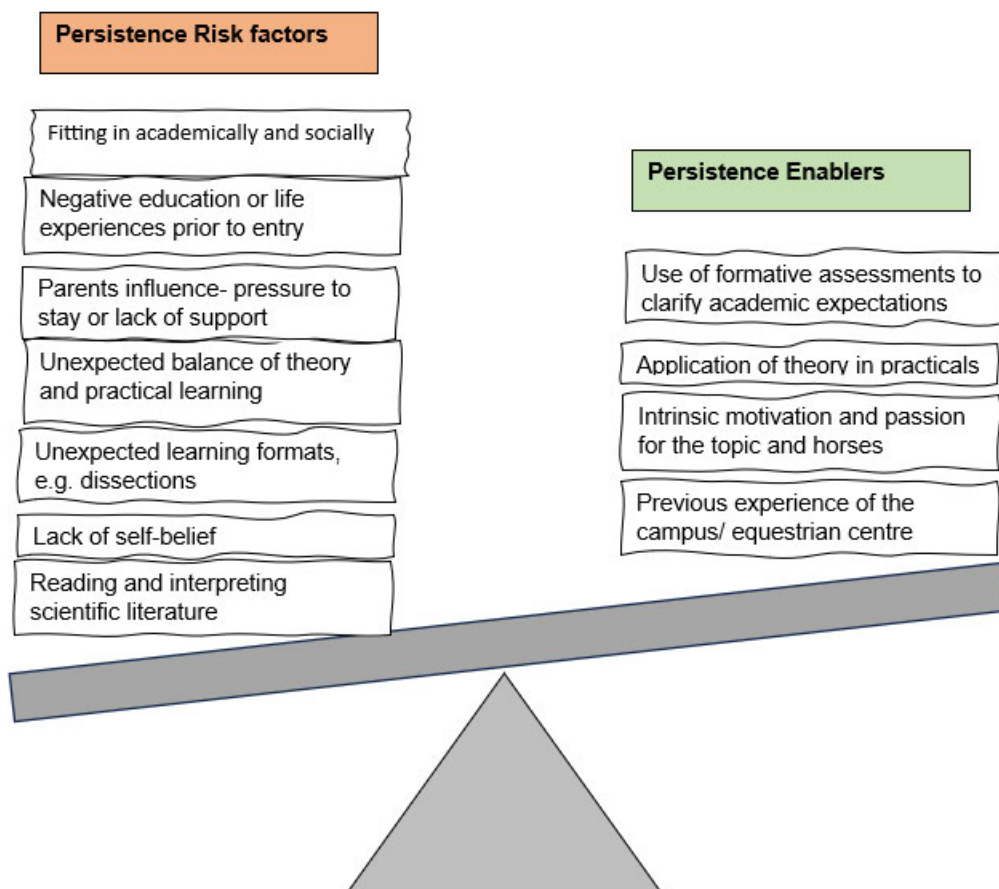 Persistence Risk factors
Fitting in academically and socially
Negative education or life
experiences prior to entry
Parents influence- pressure to
stay or lack of support
Unexpected balance of theory
and practical learning
Unexpected learning formats,
e.g. dissections
Lack of self-belief
Reading and interpreting
scientific literature
Persistence Enablers
Use of formative assessments to
clarify academic expectations
Application of theory in practicals
Intrinsic motivation and passion
for the topic and horses
Previous experience of the
campus/ equestrian centre